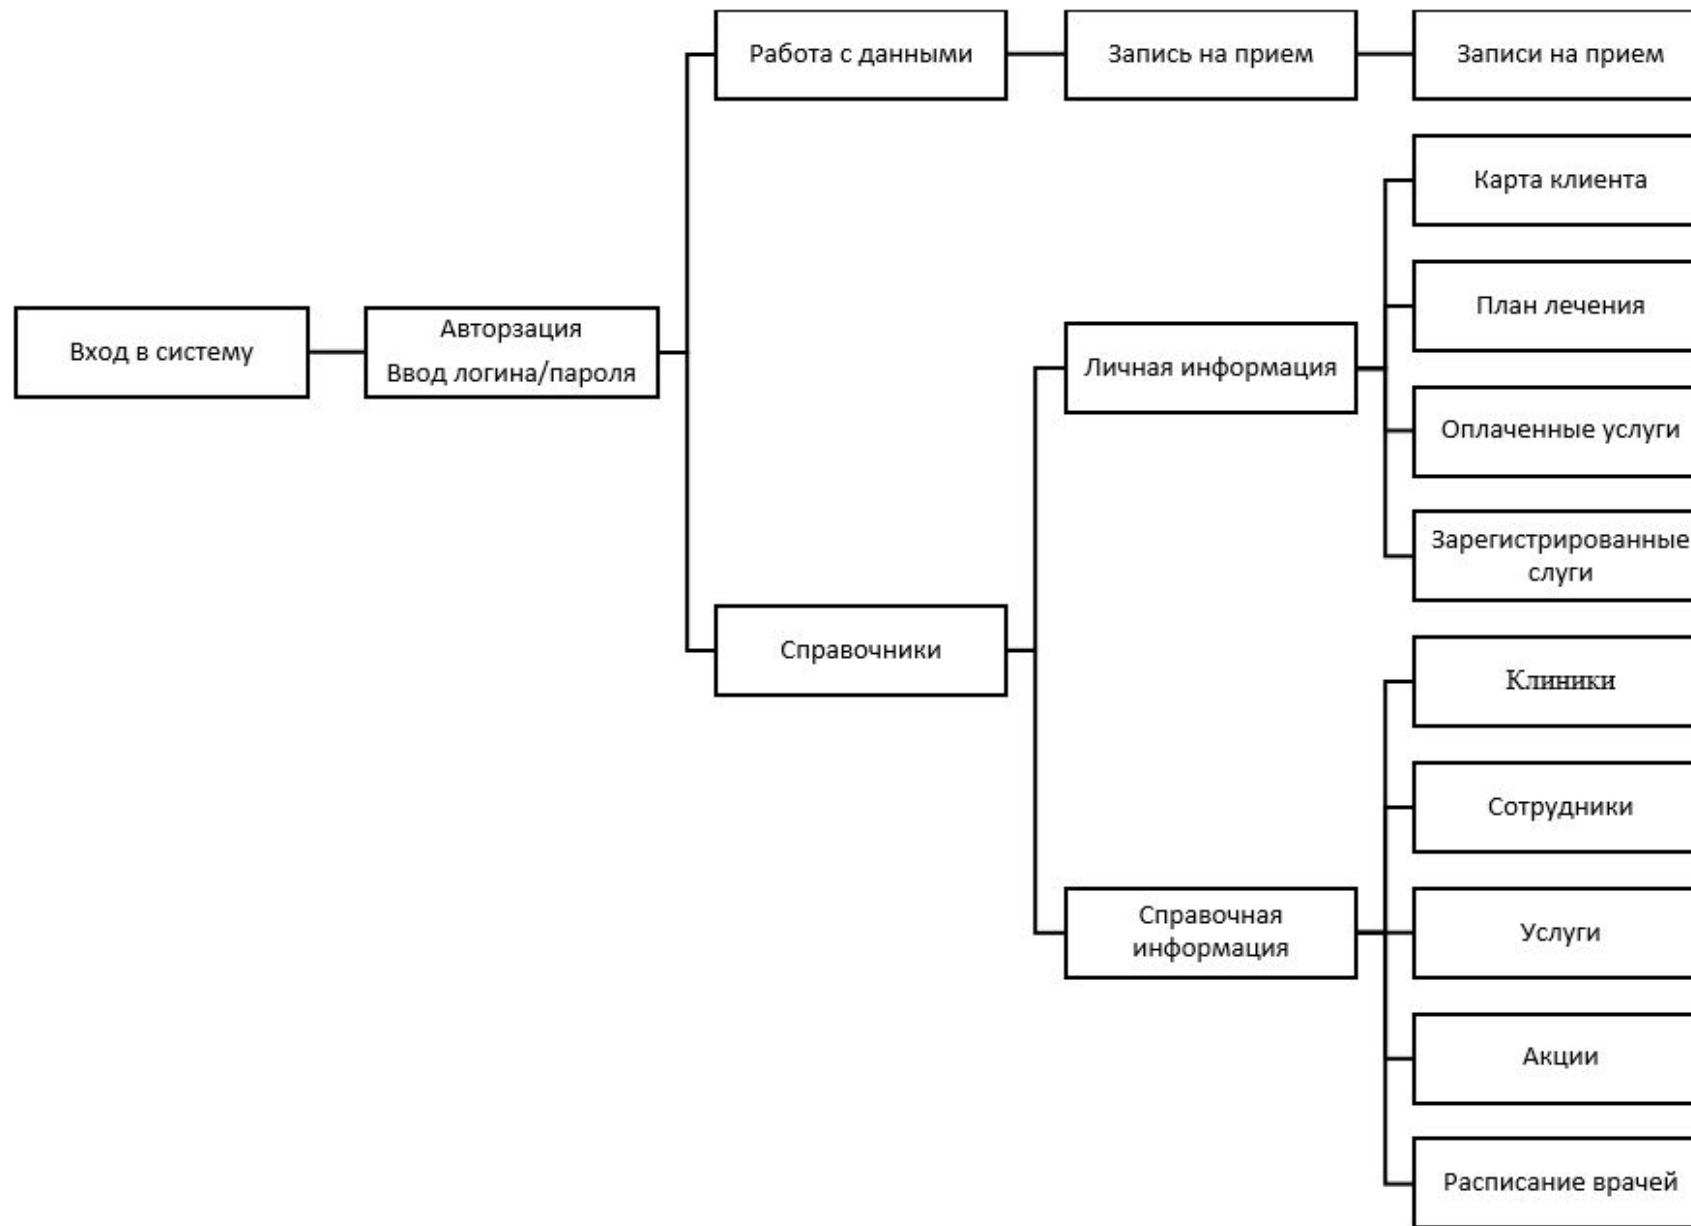 Работа с данными
Запись на прием
Записи на прием
Карта клиента
План лечения
Вход в систему
Авторзация
Ввод логина/пароля
Личная информация
Оплаченные услуги
Зарегистрированные
слуги
Справочники
Клиники
Сотрудники
Справочная
информация
Услуги
Акции
Расписание врачей